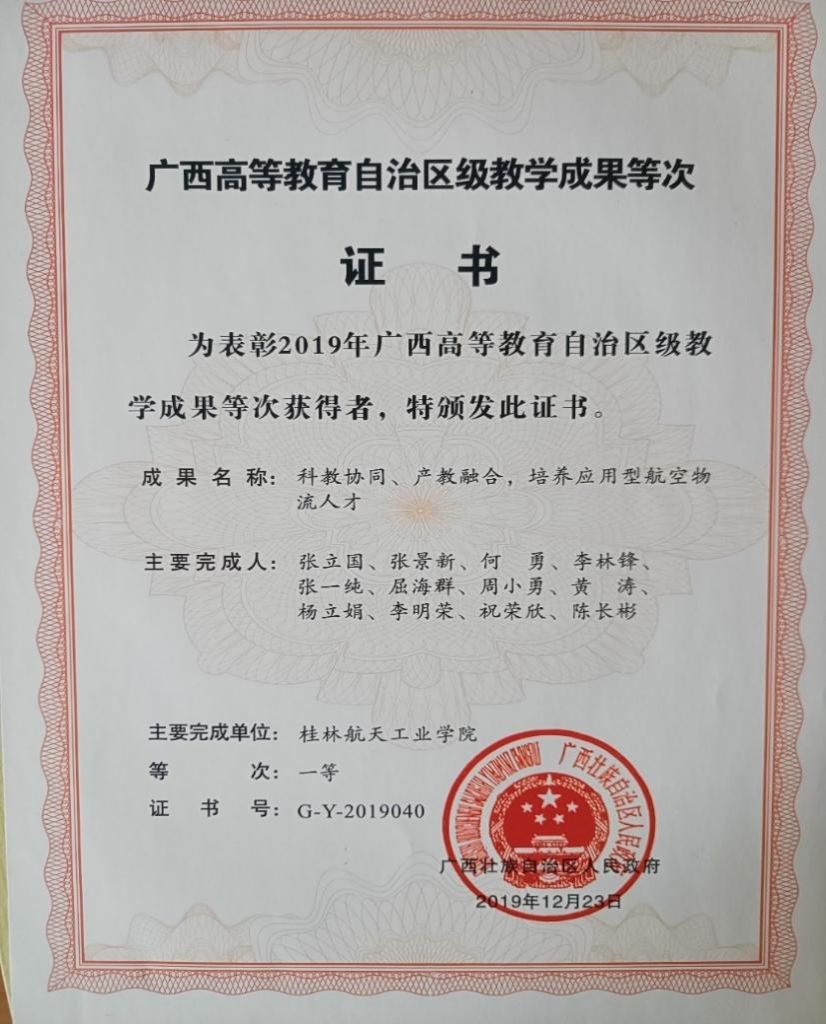 广西高等教育自治区级教学成果等次
证 书
为表彰2019年广西高等教育自治区级教
学成果等次获得者，特颁发此证书。
成果名称：科教协同、产教融合，培养应用型航空物
流人才
主要完成人：张立国、张景新、何 勇、李林锋、
张一纯、屈海群、周小勇、黄 涛、
杨立娟、李明荣、祝荣欣、陈长彬
主要完成单位：桂林航天工业学院
等 次：一等
证 书 号：G-Y-2019040
广西壮族自治区人民政府
广西壮族自治区人民政府
2019年12月23日